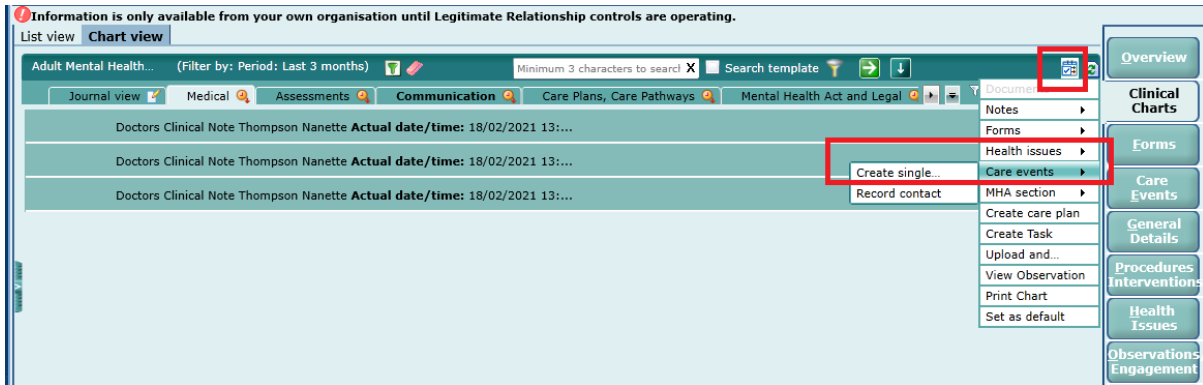 Information is only available from your own organisation until Legitimate Relationship controls are operating.
List view Chart view
Adult Mental Health... (Filter by: Period: Last 3 months) Minimum 3 characters to search X Search template
Journal view Medical Assessments Communication Care Plans, Care Pathways Mental Health Act and Legal
Doctors Clinical Note Thompson Nanette Actual date/time: 18/02/2021 13:...
Doctors Clinical Note Thompson Nanette Actual date/time: 18/02/2021 13:...
Doctors Clinical Note Thompson Nanette Actual date/time: 18/02/2021 13:...
Create single...
Record contact
Document
Notes
Forms
Health issues
Care events
MHA section
Create care plan
Create Task
Upload and...
View Observation
Print Chart
Set as default
Overview
Clinical
Charts
Forms
Care
Events
General
Details
Procedures
Interventions
Health
Issues
Observations
Engagement